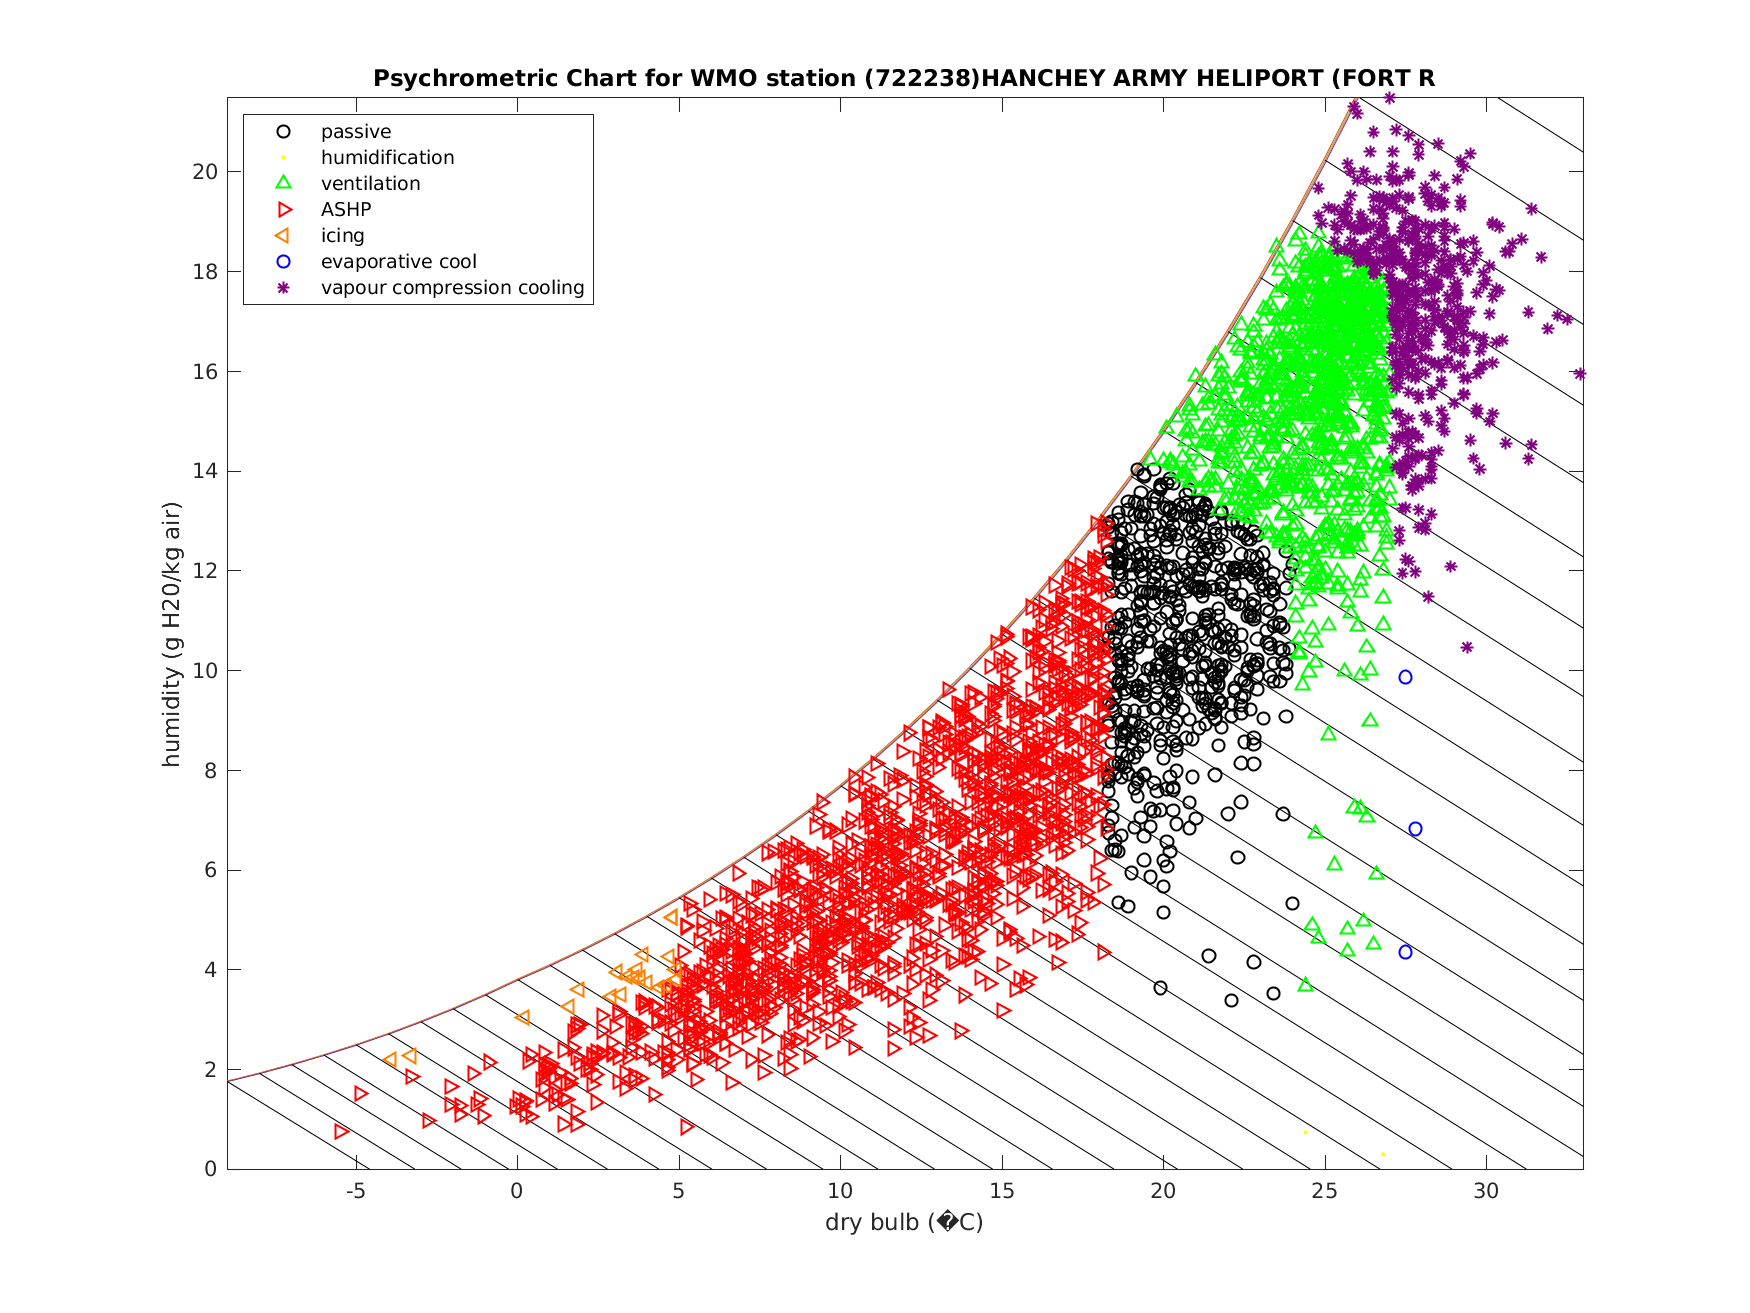 Psychrometric Chart for WMO station (722238)HANCHEY ARMY HELIPORT (FORT R
passive
humidification
ventilation
ASHP
icing
evaporative cool
vapour compression cooling
20
18
16
14
12
10
8
6
4
2
0
humidity (g H20/kg air)
-5 0 5 10 15 20 25 30
dry bulb (�C)